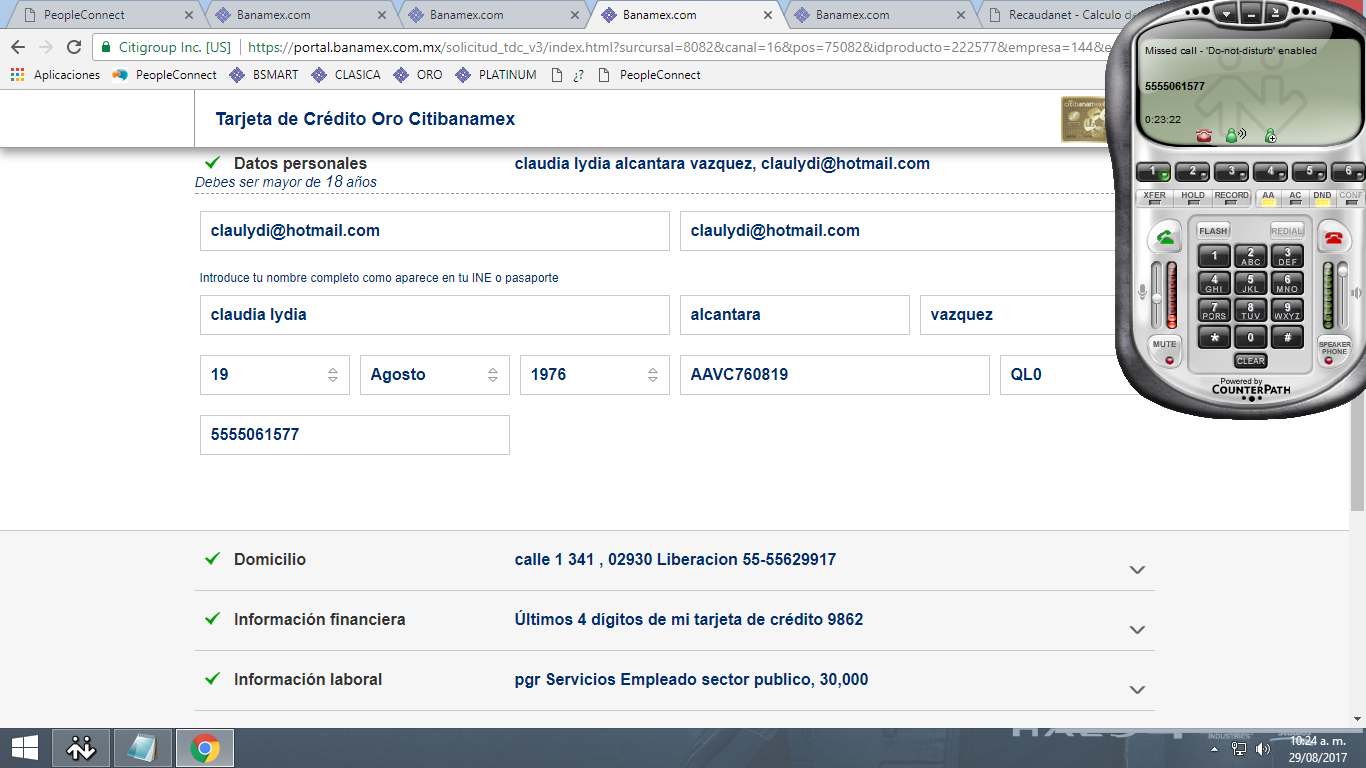 PeopleConnect
Banamex.com
Banamex.com
Banamex.com
Banamex.com
Recaudanet - Calculo d
Citigroup Inc. [US]
https://portal.banamex.com.mx/solicitud_tdc_v3/index.html?surcursal=8082&canal=16&pos=75082&idproducto=222577&empresa=144&e
Aplicaciones
PeopleConnect
BSMART
CLASICA
ORO
PLATINUM
¿?
PeopleConnect
Tarjeta de Crédito Oro Citibanamex
citibanamex
Datos personales
claudia lydia alcantara vazquez, claulydi@hotmail.com
Debes ser mayor de 18 años
claulydi@hotmail.com
claulydi@hotmail.com
Introduce tu nombre completo como aparece en tu INE o pasaporte
claudia lydia
alcantara
vazquez
19
Agosto
1976
AAVC760819
QL0
5555061577
Domicilio
calle 1 341 , 02930 Liberacion 55-55629917
Información financiera
Últimos 4 dígitos de mi tarjeta de crédito 9862
Información laboral
pgr Servicios Empleado sector publico, 30,000
Missed call - 'Do-not-disturb' enabled
5555061577
0:23:22
1
2
3
4
5
6
XFER
HOLD
RECORD
AA
AC
DND
CONF
FLASH
REDIAL
1
2 ABC
3 DEF
4 GHI
5 JKL
6 MNO
7 PQRS
8 TUV
9 WXYZ
*
0
#
MUTE
CLEAR
SPEAKER PHONE
Powered by
COUNTERPATH
INDUSTRIES
10:24 a. m.
29/08/2017